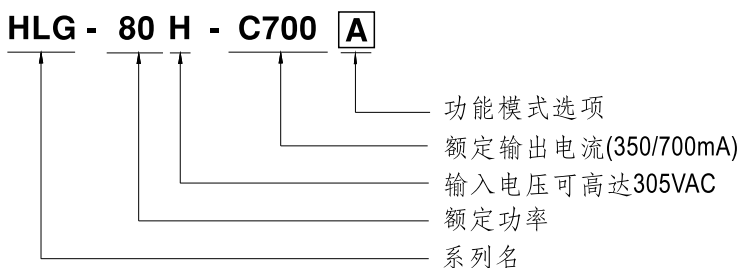 HLG - 80 H - C700 A
功能模式选项
额定输出电流(350/700mA)
输入电压可高达305VAC
额定功率
系列名